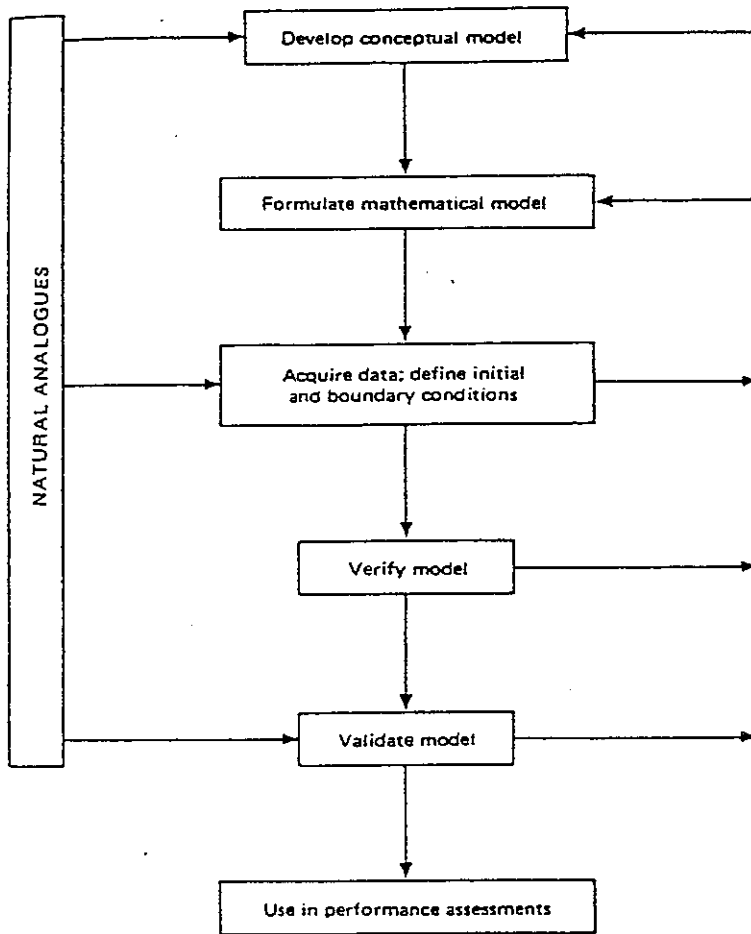 Develop conceptual model
Formulate mathematical model
NATURAL ANALOGUES
Acquire data; define initial
and boundary conditions
Verify model
Validate model
Use in performance assessments